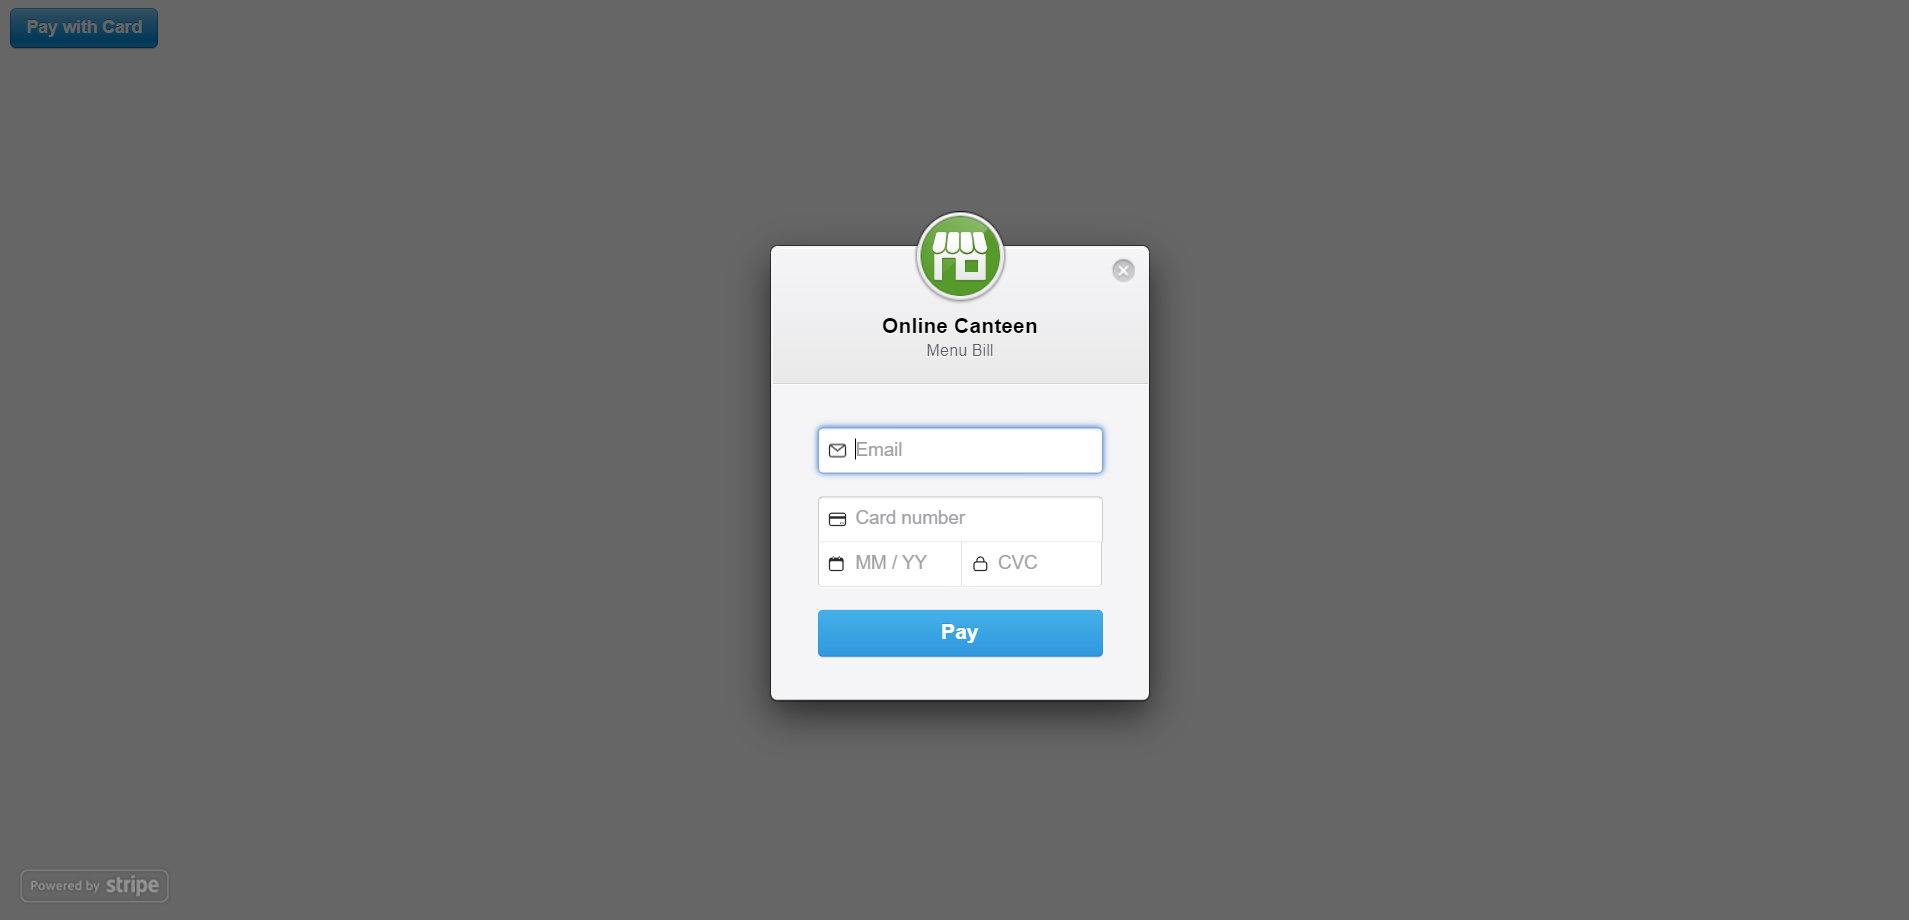 Pay with Card
Online Canteen
Menu Bill
Email
Card number
MM / YY
CVC
Pay
Powered by stripe